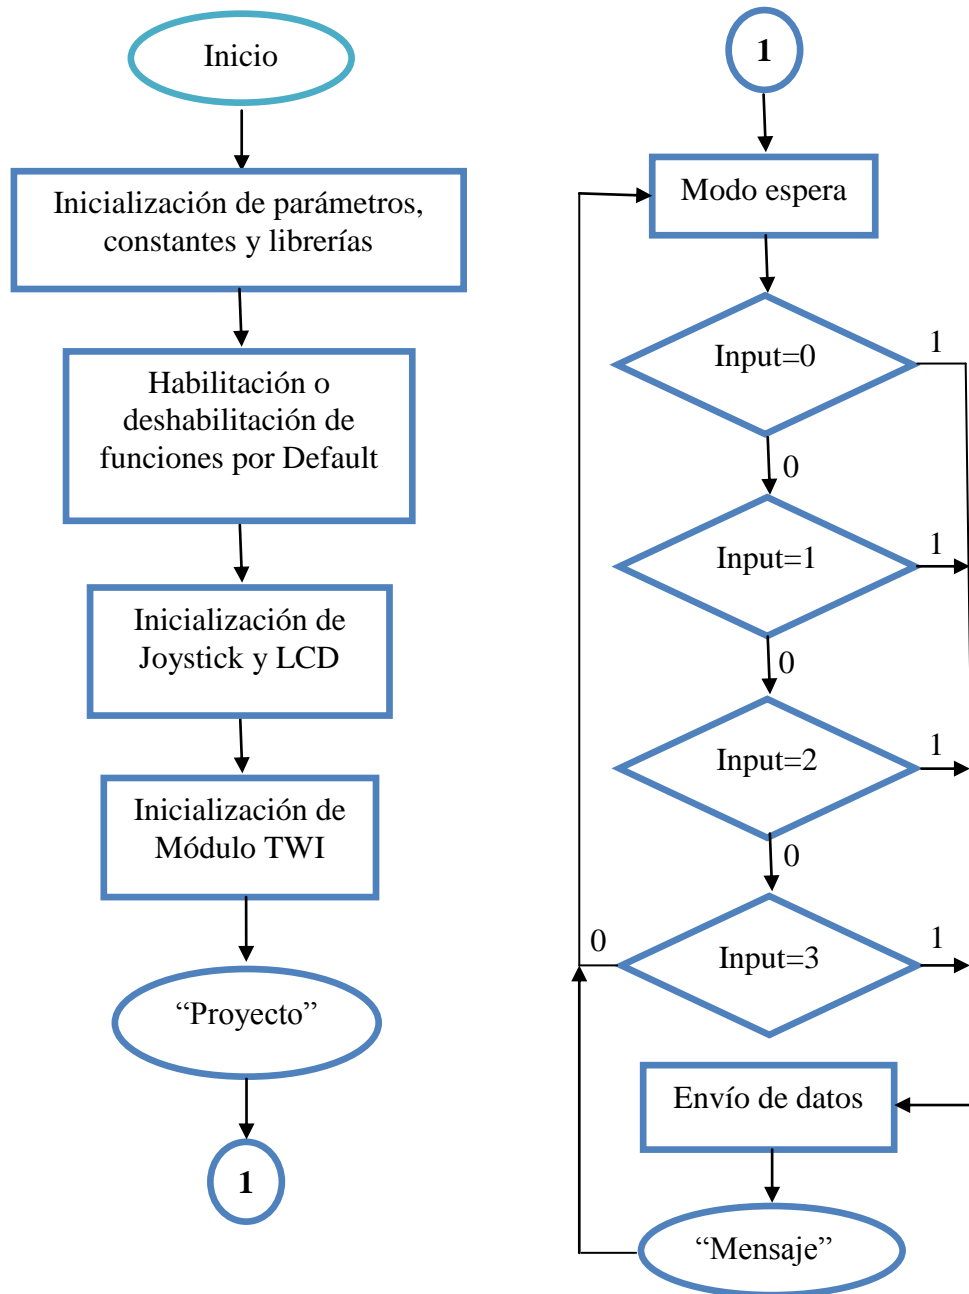 Inicio
Inicialización de parámetros,
constantes y librerías
Habilitación o
deshabilitación de
funciones por Default
Inicialización de
Joystick y LCD
Inicialización de
Módulo TWI
“Proyecto”
1
1
Modo espera
Input=0
1
0
Input=1
1
0
Input=2
1
0
Input=3
0
1
Envío de datos
“Mensaje”